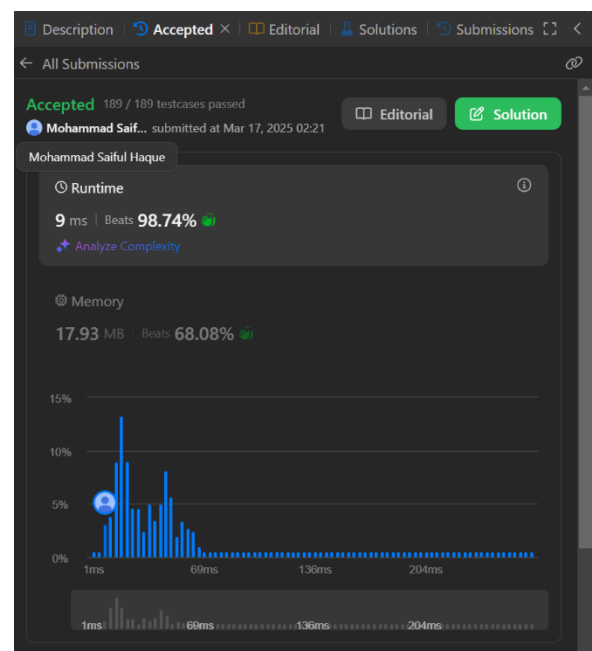 Description Accepted × Editorial Solutions Submissions
← All Submissions
Accepted 189 / 189 testcases passed
Mohammad Saif... submitted at Mar 17, 2025 02:21
Editorial Solution
Mohammad Saiful Haque
Runtime
9 ms | Beats 98.74%
Analyze Complexity
Memory
17.93 MB | Beats 68.08%
15%
10%
5%
0%
1ms 69ms 136ms 204ms
1ms 69ms 136ms 204ms